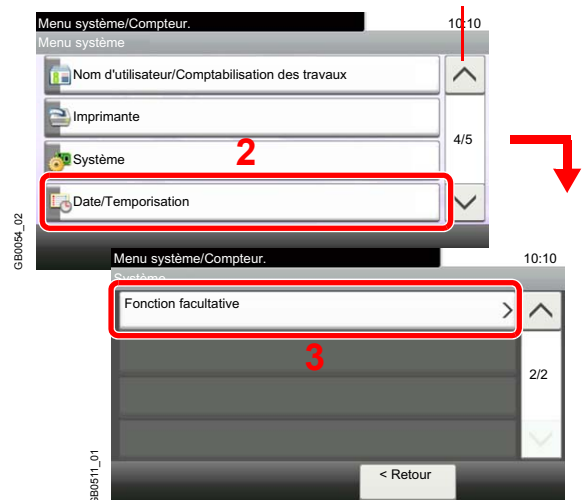 Menu système/Compteur.
10:10
Menu système
Nom d'utilisateur/Comptabilisation des travaux
Imprimante
4/5
Système
2
Date/Temporisation
GB0054_02
Menu système/Compteur.
10:10
Système
Fonction facultative
3
2/2
GB0511_01
< Retour